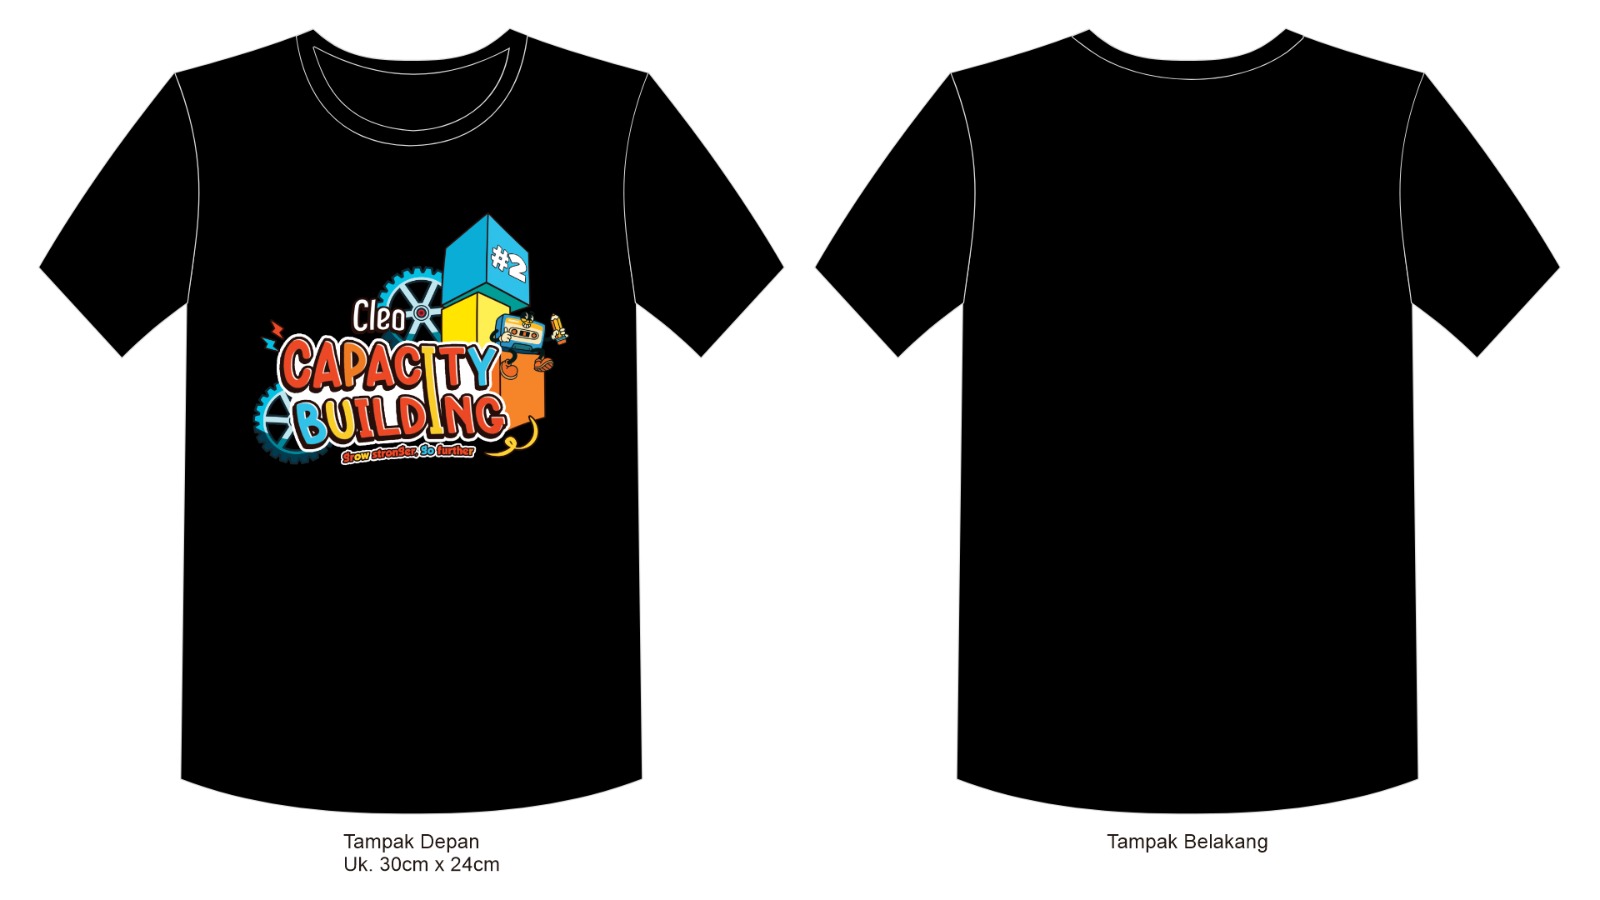 #2
Cleo
CAPACITY
BUILDING
grow stronger, go further
Tampak Depan
Uk. 30cm x 24cm
Tampak Belakang